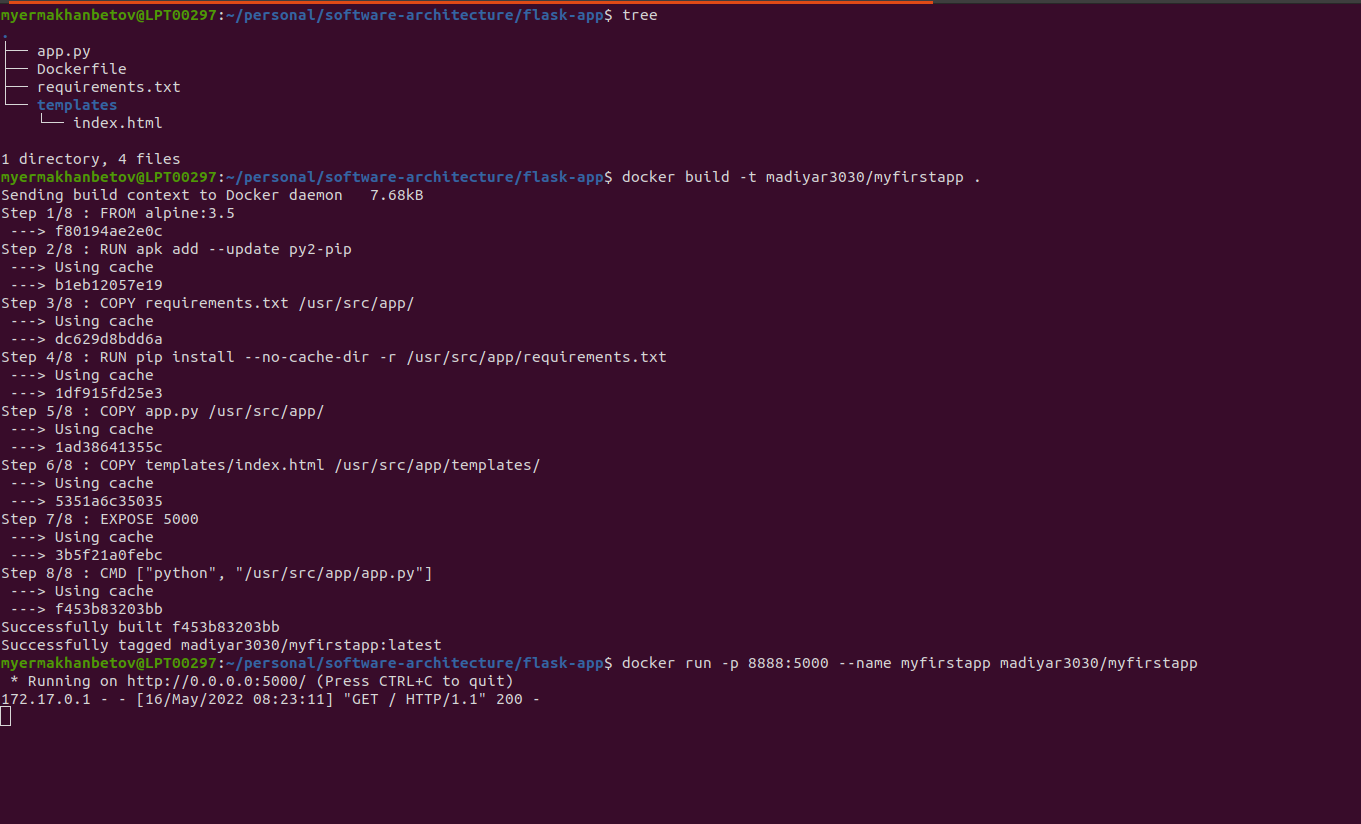 myermakhanbetov@LPT00297:~/personal/software-architecture/flask-app$ tree
.
├── app.py
├── Dockerfile
├── requirements.txt
└── templates
    └── index.html

1 directory, 4 files
myermakhanbetov@LPT00297:~/personal/software-architecture/flask-app$ docker build -t madiyar3030/myfirstapp .
Sending build context to Docker daemon   7.68kB
Step 1/8 : FROM alpine:3.5
 ---> f80194ae2e0c
Step 2/8 : RUN apk add --update py2-pip
 ---> Using cache
 ---> b1eb12057e19
Step 3/8 : COPY requirements.txt /usr/src/app/
 ---> Using cache
 ---> dc629d8bdd6a
Step 4/8 : RUN pip install --no-cache-dir -r /usr/src/app/requirements.txt
 ---> Using cache
 ---> 1df915fd25e3
Step 5/8 : COPY app.py /usr/src/app/
 ---> Using cache
 ---> 1ad38641355c
Step 6/8 : COPY templates/index.html /usr/src/app/templates/
 ---> Using cache
 ---> 5351a6c35035
Step 7/8 : EXPOSE 5000
 ---> Using cache
 ---> 3b5f21a0febc
Step 8/8 : CMD ["python", "/usr/src/app/app.py"]
 ---> Using cache
 ---> f453b83203bb
Successfully built f453b83203bb
Successfully tagged madiyar3030/myfirstapp:latest
myermakhanbetov@LPT00297:~/personal/software-architecture/flask-app$ docker run -p 8888:5000 --name myfirstapp madiyar3030/myfirstapp
 * Running on http://0.0.0.0:5000/ (Press CTRL+C to quit)
172.17.0.1 - - [16/May/2022 08:23:11] "GET / HTTP/1.1" 200 -